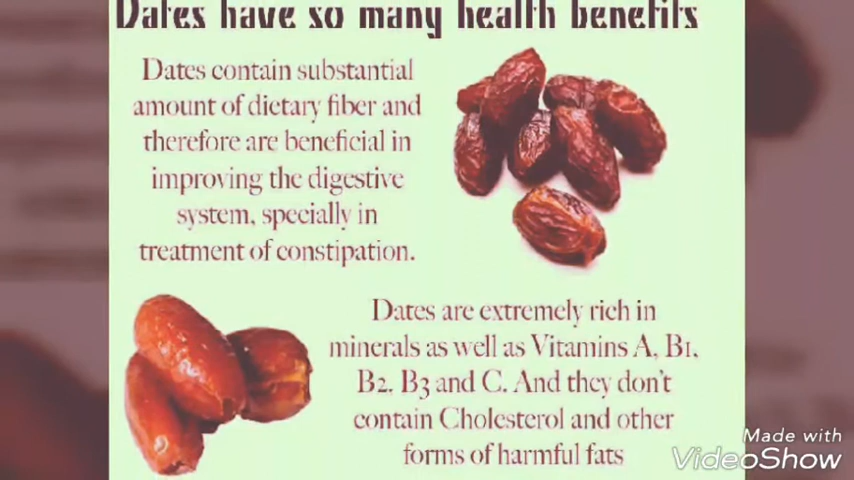 Dates have so many health benefits
Dates contain substantial
amount of dietary fiber and
therefore are beneficial in
improving the digestive
system, specially in
treatment of constipation.
Dates are extremely rich in
minerals as well as Vitamins A, B1,
B2, B3 and C. And they don't
contain Cholesterol and other
forms of harmful fats
Made with
VideoShow